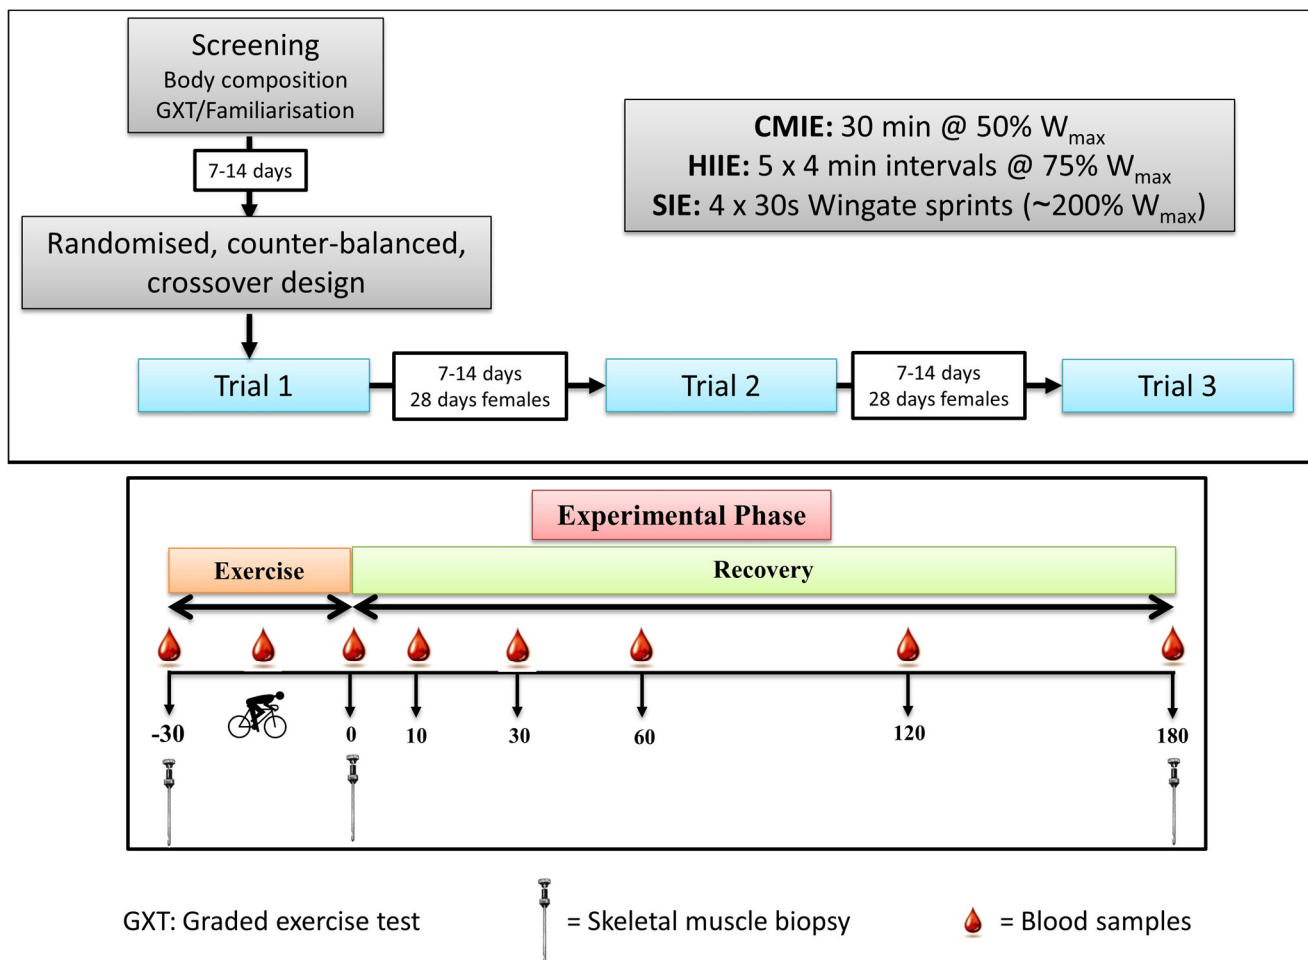 Screening
Body composition
GXT/Familiarisation
7-14 days
Randomised, counter-balanced,
crossover design
CMIE: 30 min @ 50% Wmax
HIIE: 5 x 4 min intervals @ 75% Wmax
SIE: 4 x 30s Wingate sprints (~200% Wmax)
Trial 1
7-14 days
28 days females
Trial 2
7-14 days
28 days females
Trial 3
Experimental Phase
Exercise
Recovery
-30
0
10
30
60
120
180
GXT: Graded exercise test
= Skeletal muscle biopsy
= Blood samples